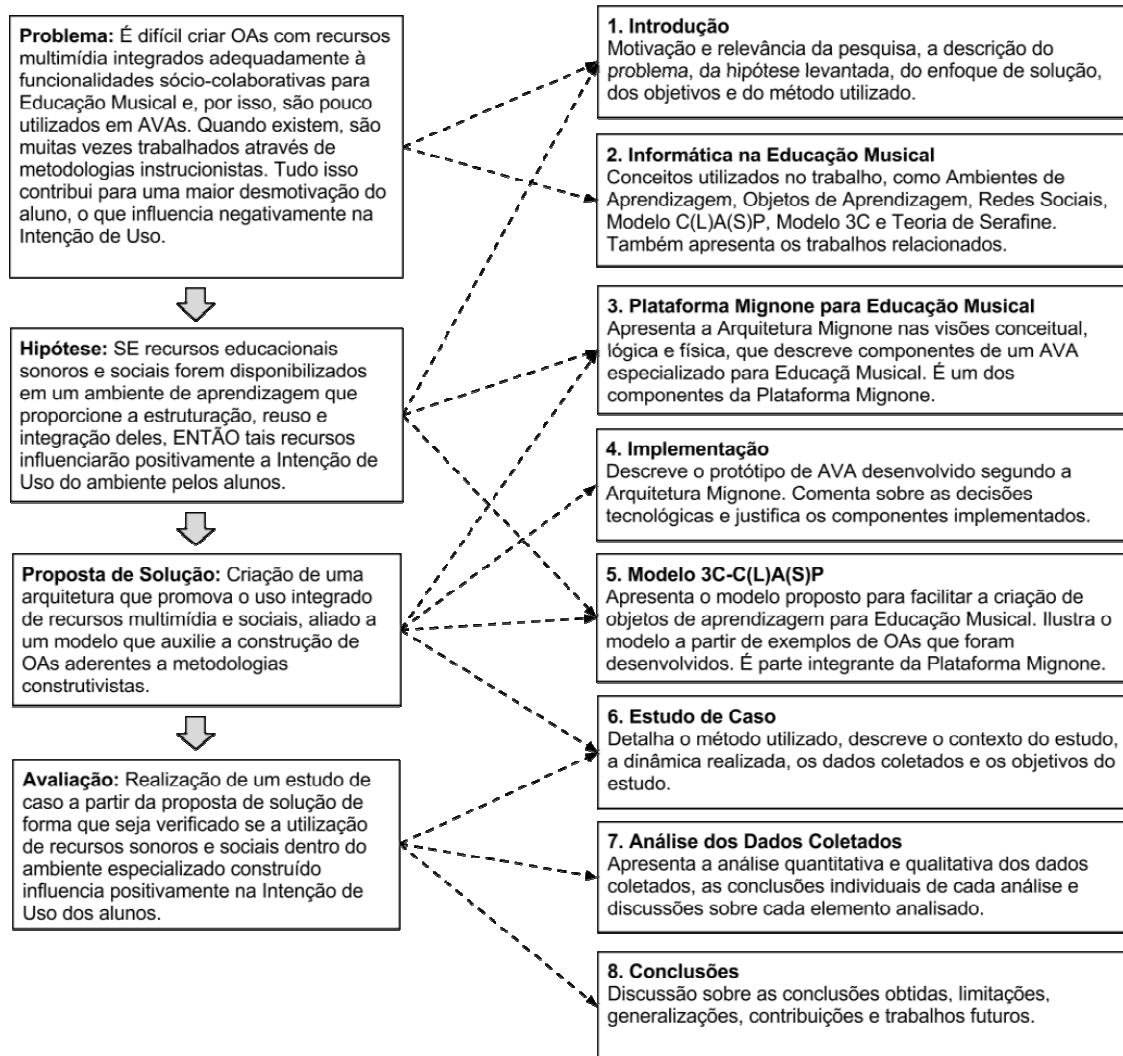 Problema: É difícil criar OAs com recursos
multimídia integrados adequadamente à
funcionalidades sócio-colaborativas para
Educação Musical e, por isso, são pouco
utilizados em AVAs. Quando existem, são
muitas vezes trabalhados através de
metodologias instrucionistas. Tudo isso
contribui para uma maior desmotivação do
aluno, o que influencia negativamente na
Intenção de Uso.
Hipótese: SE recursos educacionais
sonoros e sociais forem disponibilizados
em um ambiente de aprendizagem que
proporcione a estruturação, reuso e
integração deles, ENTÃO tais recursos
influenciarão positivamente a Intenção de
Uso do ambiente pelos alunos.
Proposta de Solução: Criação de uma
arquitetura que promova o uso integrado
de recursos multimídia e sociais, aliado a
um modelo que auxilie a construção de
OAs aderentes a metodologias
construtivistas.
Avaliação: Realização de um estudo de
caso a partir da proposta de solução de
forma que seja verificado se a utilização
de recursos sonoros e sociais dentro do
ambiente especializado construído
influencia positivamente na Intenção de
Uso dos alunos.
1. Introdução
Motivação e relevância da pesquisa, a descrição do
problema, da hipótese levantada, do enfoque de solução,
dos objetivos e do método utilizado.
2. Informática na Educação Musical
Conceitos utilizados no trabalho, como Ambientes de
Aprendizagem, Objetos de Aprendizagem, Redes Sociais,
Modelo C(L)A(S)P, Modelo 3C e Teoria de Serafine.
Também apresenta os trabalhos relacionados.
3. Plataforma Mignone para Educação Musical
Apresenta a Arquitetura Mignone nas visões conceitual,
lógica e física, que descreve componentes de um AVA
especializado para Educaçã Musical. É um dos
componentes da Plataforma Mignone.
4. Implementação
Descreve o protótipo de AVA desenvolvido segundo a
Arquitetura Mignone. Comenta sobre as decisões
tecnológicas e justifica os componentes implementados.
5. Modelo 3C-C(L)A(S)P
Apresenta o modelo proposto para facilitar a criação de
objetos de aprendizagem para Educação Musical. Ilustra o
modelo a partir de exemplos de OAs que foram
desenvolvidos. É parte integrante da Plataforma Mignone.
6. Estudo de Caso
Detalha o método utilizado, descreve o contexto do estudo,
a dinâmica realizada, os dados coletados e os objetivos do
estudo.
7. Análise dos Dados Coletados
Apresenta a análise quantitativa e qualitativa dos dados
coletados, as conclusões individuais de cada análise e
discussões sobre cada elemento analisado.
8. Conclusões
Discussão sobre as conclusões obtidas, limitações,
generalizações, contribuições e trabalhos futuros.